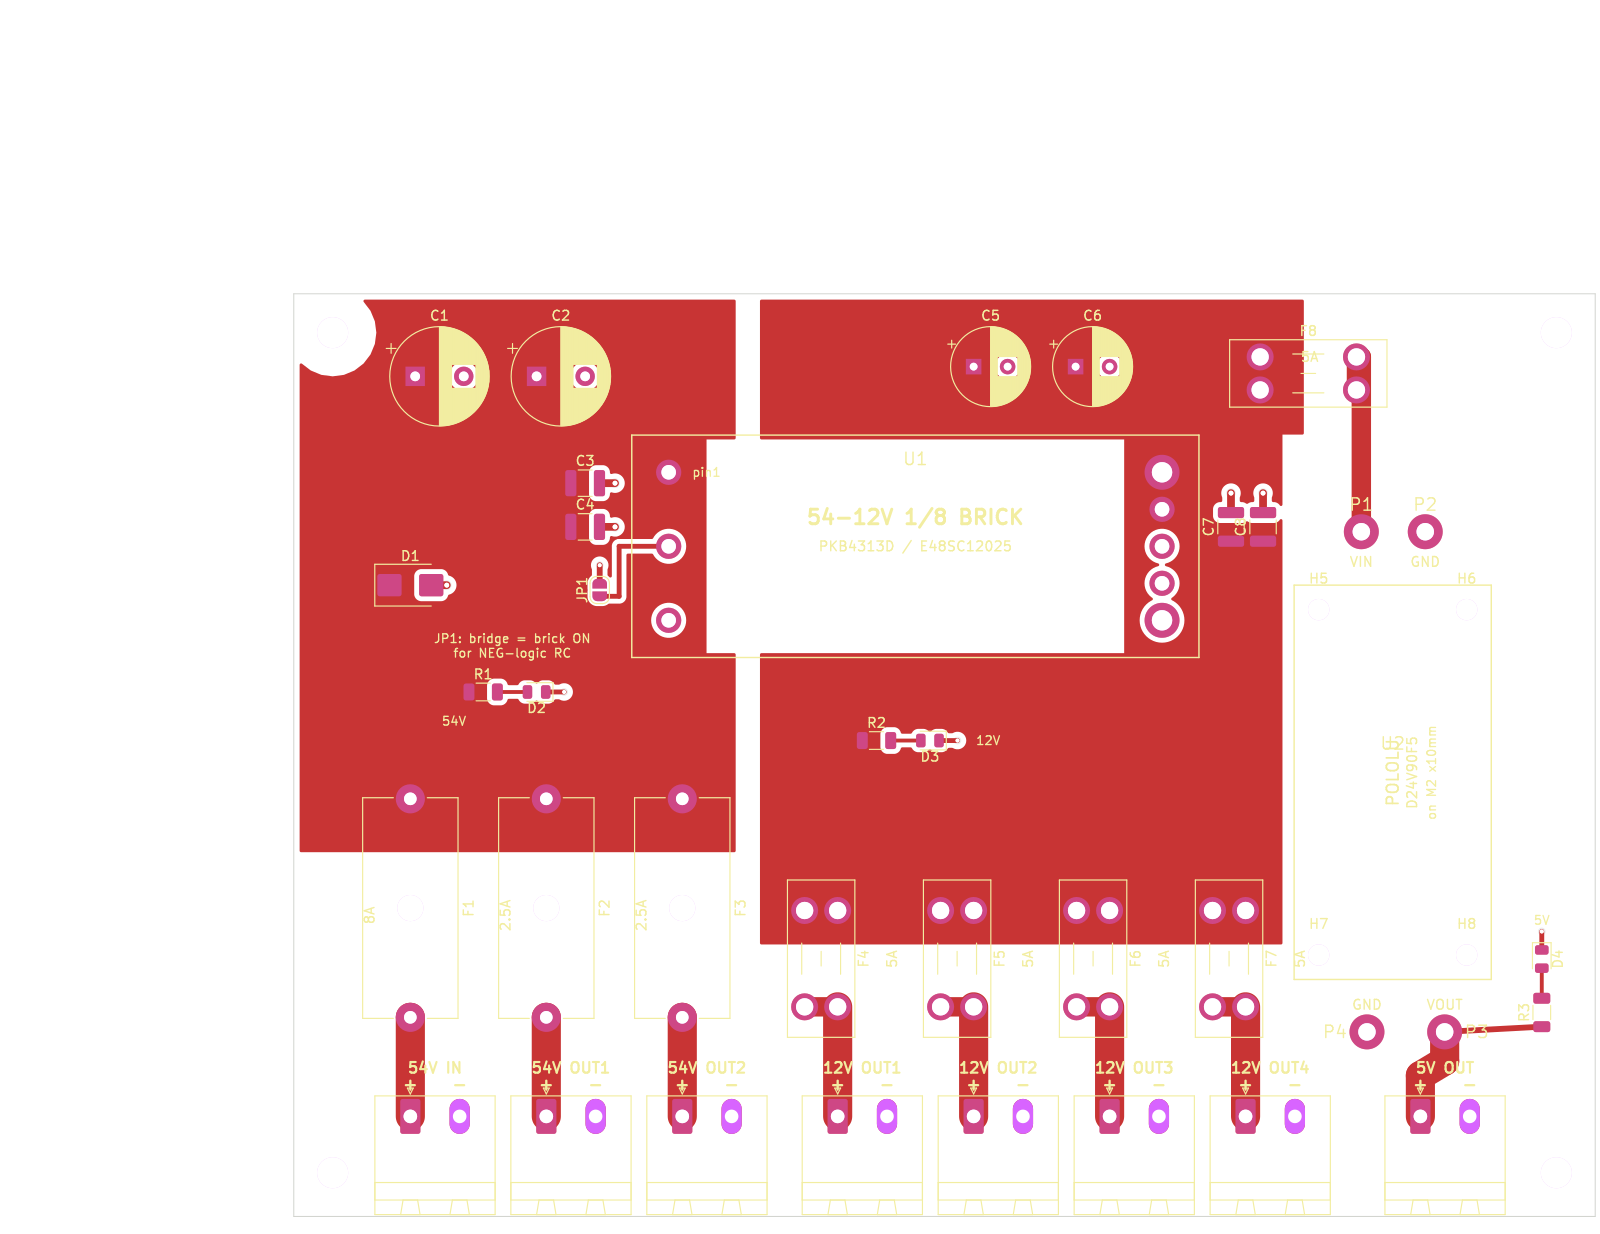 C1
C2
C5
C6
F8
5A
+
+
+
+
U1
pin1
C3
54-12V 1/8 BRICK
PKB4313D / E48SC12025
C4
C7
C8
P1
P2
VIN
GND
D1
JP1
H5
H6
JP1: bridge = brick ON
for NEG-logic RC
R1
D2
54V
R2
12V
D3
POLOLU
D24V90F5
on M2 x10mm
8A
F1
2.5A
F2
2.5A
F3
F4
5A
F5
5A
F6
5A
F7
5A
H7
H8
5V
D4
R3
GND
VOUT
P4
P3
54V IN
54V OUT1
54V OUT2
12V OUT1
12V OUT2
12V OUT3
12V OUT4
5V OUT
+ −
+ −
+ −
+ −
+ −
+ −
+ −
+ −